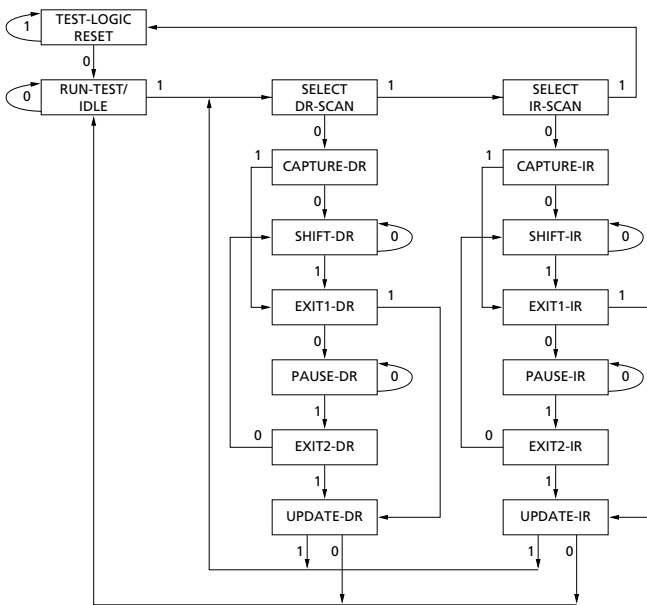 TEST-LOGIC
RESET
1
0
RUN-TEST/
IDLE
0
1
SELECT
DR-SCAN
1
SELECT
IR-SCAN
1
0
0
1
CAPTURE-DR
1
CAPTURE-IR
0
0
SHIFT-DR
0
SHIFT-IR
0
1
1
EXIT1-DR
1
EXIT1-IR
1
0
0
PAUSE-DR
0
PAUSE-IR
0
1
1
0
EXIT2-DR
0
EXIT2-IR
1
1
UPDATE-DR
UPDATE-IR
1
0
1
0